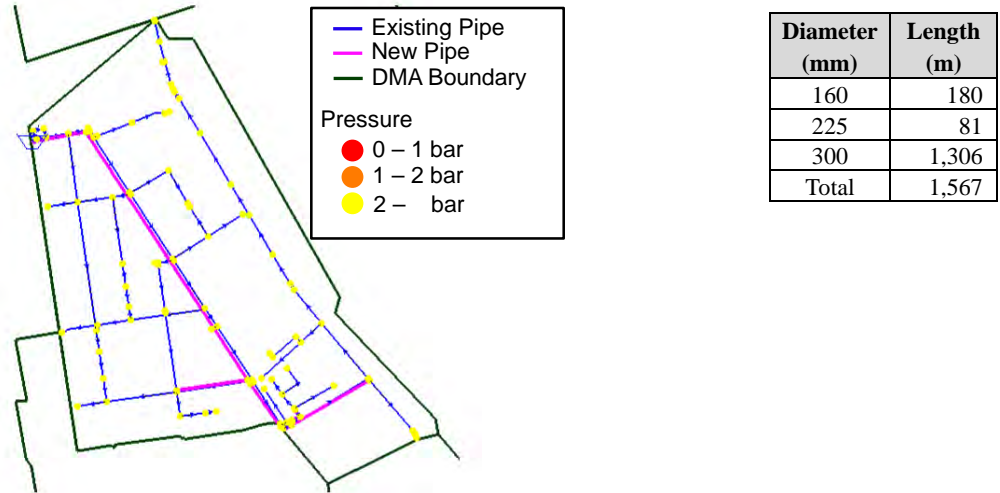 Existing Pipe
New Pipe
DMA Boundary
Pressure
0 – 1 bar
1 – 2 bar
2 – bar
Diameter Length
(mm) (m)
160 180
225 81
300 1,306
Total 1,567